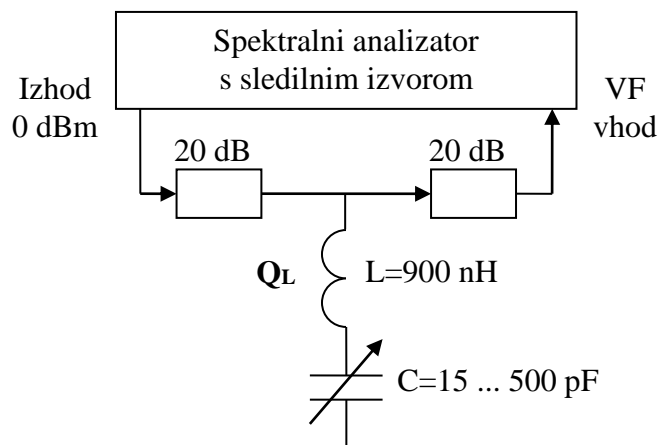 Spektralni analizator
s sledilnim izvorom
Izhod
0 dBm
VF
vhod
20 dB
20 dB
QL
L=900 nH
C=15 ... 500 pF